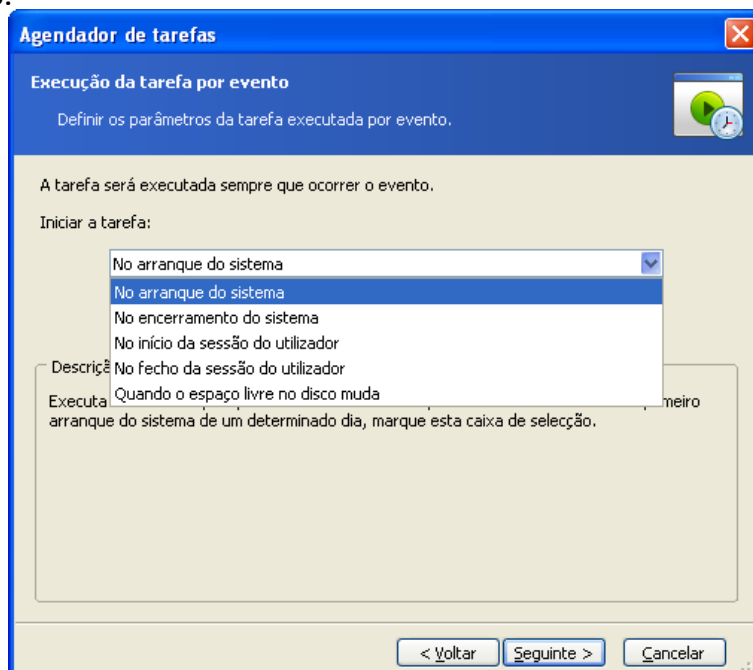 Agendador de tarefas
Execução da tarefa por evento
Definir os parâmetros da tarefa executada por evento.
A tarefa será executada sempre que ocorrer o evento.
Iniciar a tarefa:
No arranque do sistema
No arranque do sistema
No encerramento do sistema
No início da sessão do utilizador
No fecho da sessão do utilizador
Quando o espaço livre no disco muda
Executa
arranque do sistema de um determinado dia, marque esta caixa de selecção.
< Voltar
Seguinte >
Cancelar